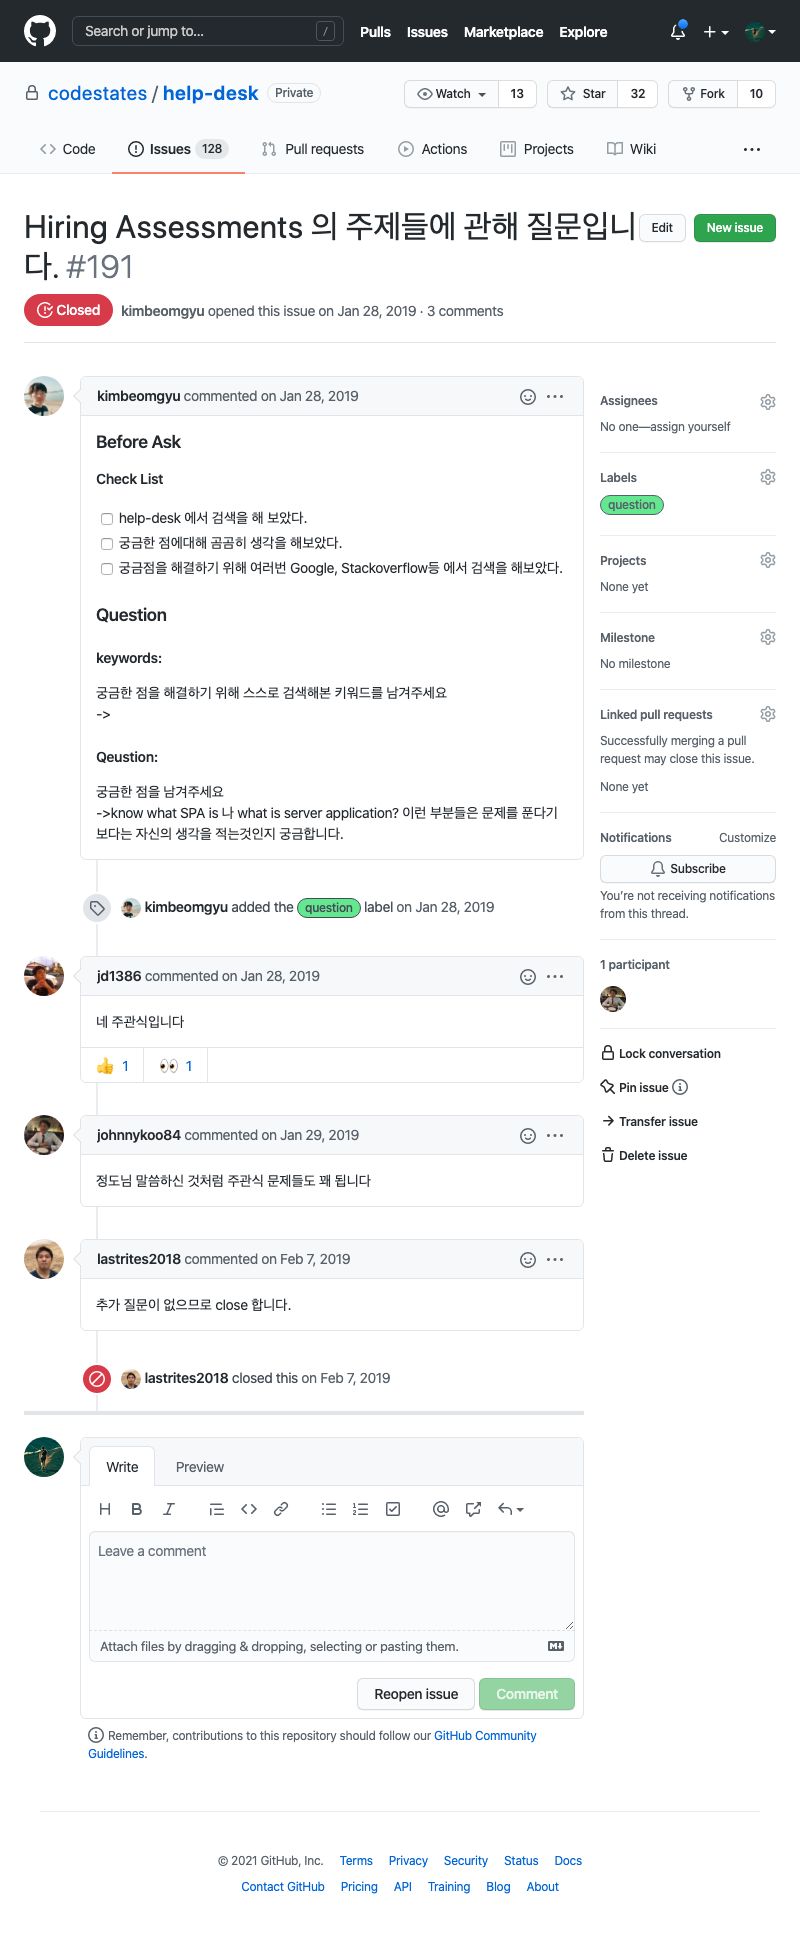 Search or jump to...
/
Pulls
Issues
Marketplace
Explore
codestates / help-desk
Private
Watch
13
Star
32
Fork
10
Code
Issues 128
Pull requests
Actions
Projects
Wiki
Hiring Assessments 의 주제들에 관해 질문입니
다. #191
Edit
New issue
Closed
kimbeomgyu opened this issue on Jan 28, 2019 · 3 comments
kimbeomgyu commented on Jan 28, 2019
Before Ask
Check List
help-desk 에서 검색을 해 보았다.
궁금한 점에대해 곰곰히 생각을 해보았다.
궁금점을 해결하기 위해 여러번 Google, Stackoverflow등 에서 검색을 해보았다.
Question
keywords:
궁금한 점을 해결하기 위해 스스로 검색해본 키워드를 남겨주세요
->
Qeustion:
궁금한 점을 남겨주세요
->know what SPA is 나 what is server application? 이런 부분들은 문제를 푼다기
보다는 자신의 생각을 적는것인지 궁금합니다.
kimbeomgyu added the question label on Jan 28, 2019
jd1386 commented on Jan 28, 2019
네 주관식입니다
👍 1
👀 1
johnnykoo84 commented on Jan 29, 2019
정도님 말씀하신 것처럼 주관식 문제들도 꽤 됩니다
lastrites2018 commented on Feb 7, 2019
추가 질문이 없으므로 close 합니다.
lastrites2018 closed this on Feb 7, 2019
Assignees
No one—assign yourself
Labels
question
Projects
None yet
Milestone
No milestone
Linked pull requests
Successfully merging a pull
request may close this issue.
None yet
Notifications
Customize
Subscribe
You're not receiving notifications
from this thread.
1 participant
Lock conversation
Pin issue
Transfer issue
Delete issue
Write
Preview
Leave a comment
Attach files by dragging & dropping, selecting or pasting them.
Reopen issue
Comment
Remember, contributions to this repository should follow our GitHub Community
Guidelines.
© 2021 GitHub, Inc.
Terms
Privacy
Security
Status
Docs
Contact GitHub
Pricing
API
Training
Blog
About